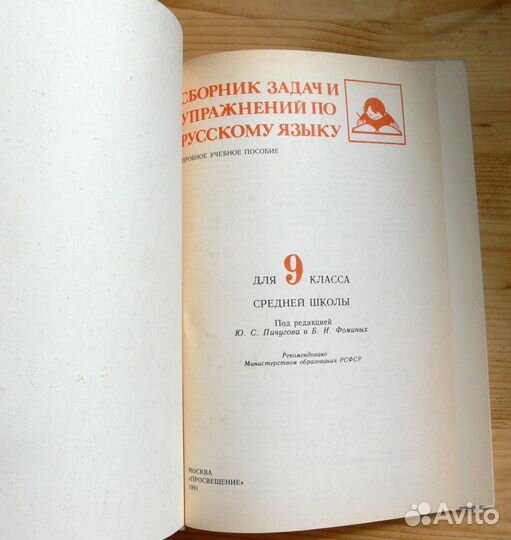 СБОРНИК ЗАДАЧ И
УПРАЖНЕНИЙ ПО
РУССКОМУ ЯЗЫКУ
ПРОБНОЕ УЧЕБНОЕ ПОСОБИЕ
ДЛЯ 9 КЛАССА
СРЕДНЕЙ ШКОЛЫ
Под редакцией
Ю. С. Пичугова и Б. И. Фоминых
Рекомендовано
Министерством образования РСФСР
МОСКВА
«ПРОСВЕЩЕНИЕ»
1991
Avito